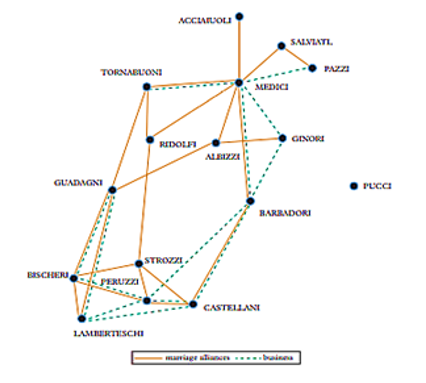 ACCIAIUOLI
SALVIATI
PAZZI
TORNABUONI
MEDICI
GINORI
RIDOLFI
ALBIZZI
GUADAGNI
PUCCI
BARBADORI
STROZZI
BISCHERI
PERUZZI
CASTELLANI
LAMBERTESCHI
marriage alliances business